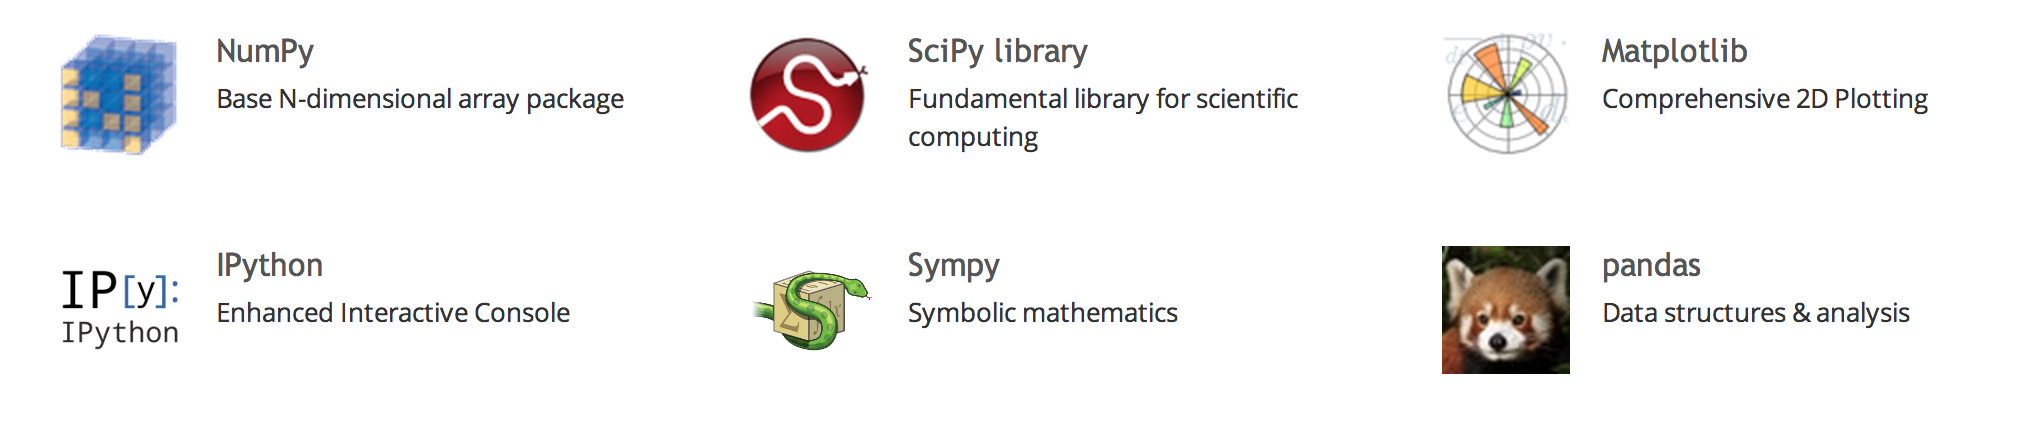 NumPy
Base N-dimensional array package
SciPy library
Fundamental library for scientific
computing
Matplotlib
Comprehensive 2D Plotting
IP[y]:
IPython
IPython
Enhanced Interactive Console
Sympy
Symbolic mathematics
pandas
Data structures & analysis